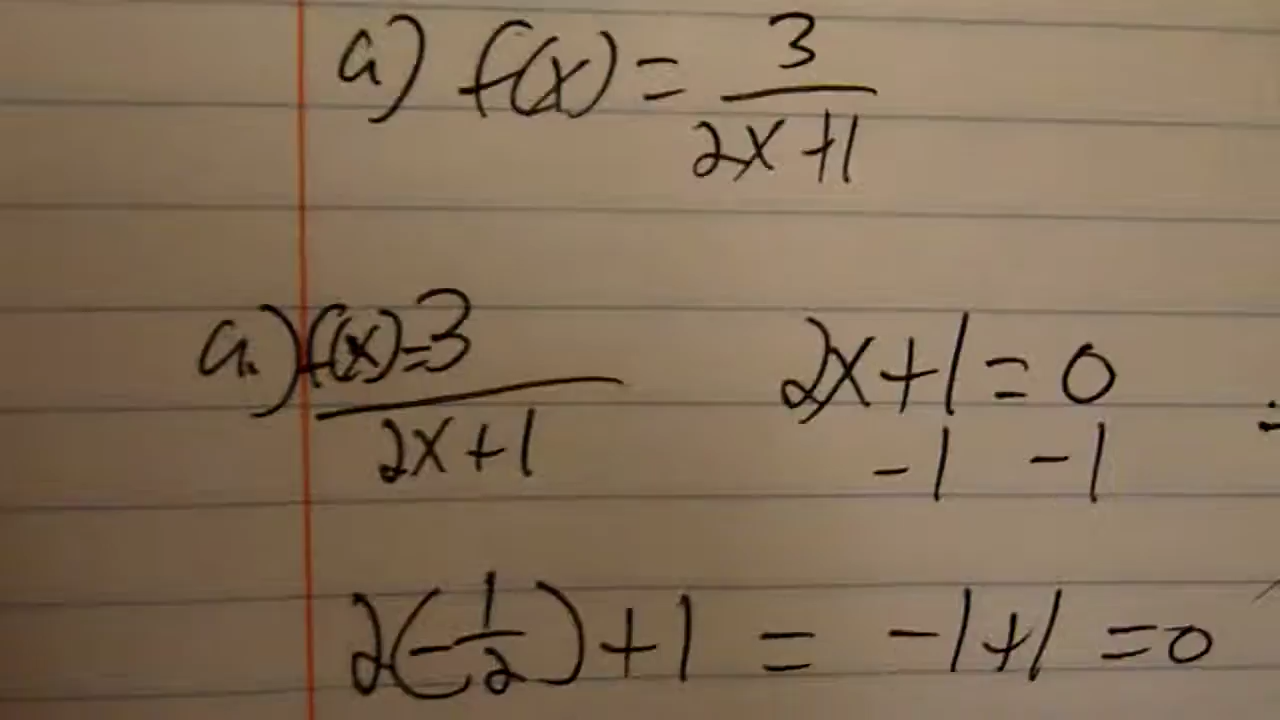 a) f(x) = 3/(2x+1)
a.) f(x)=3/(2x+1)
2x+1=0
-1 -1
2(-1/2)+1 = -1+1 =0